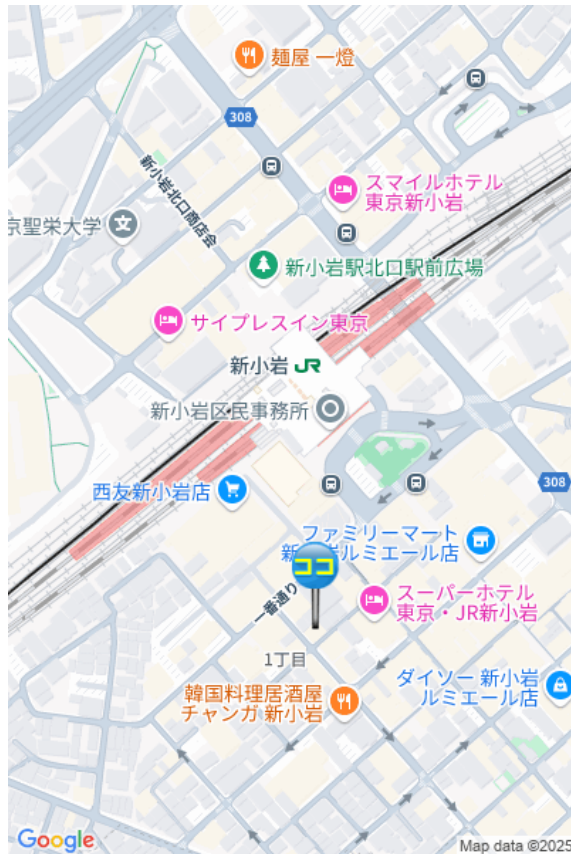 麺屋 一燈
308
新小岩北口商店会
スマイルホテル
東京新小岩
京聖栄大学
文
新小岩駅北口駅前広場
サイプレスイン東京
新小岩 JR
新小岩区民事務所
西友新小岩店
308
ファミリーマート
新小岩ルミエール店
ココ
一番通り
スーパーホテル
東京・JR新小岩
1丁目
ダイソー 新小岩
ルミエール店
韓国料理居酒屋
チャンガ 新小岩
Google
Map data ©2025